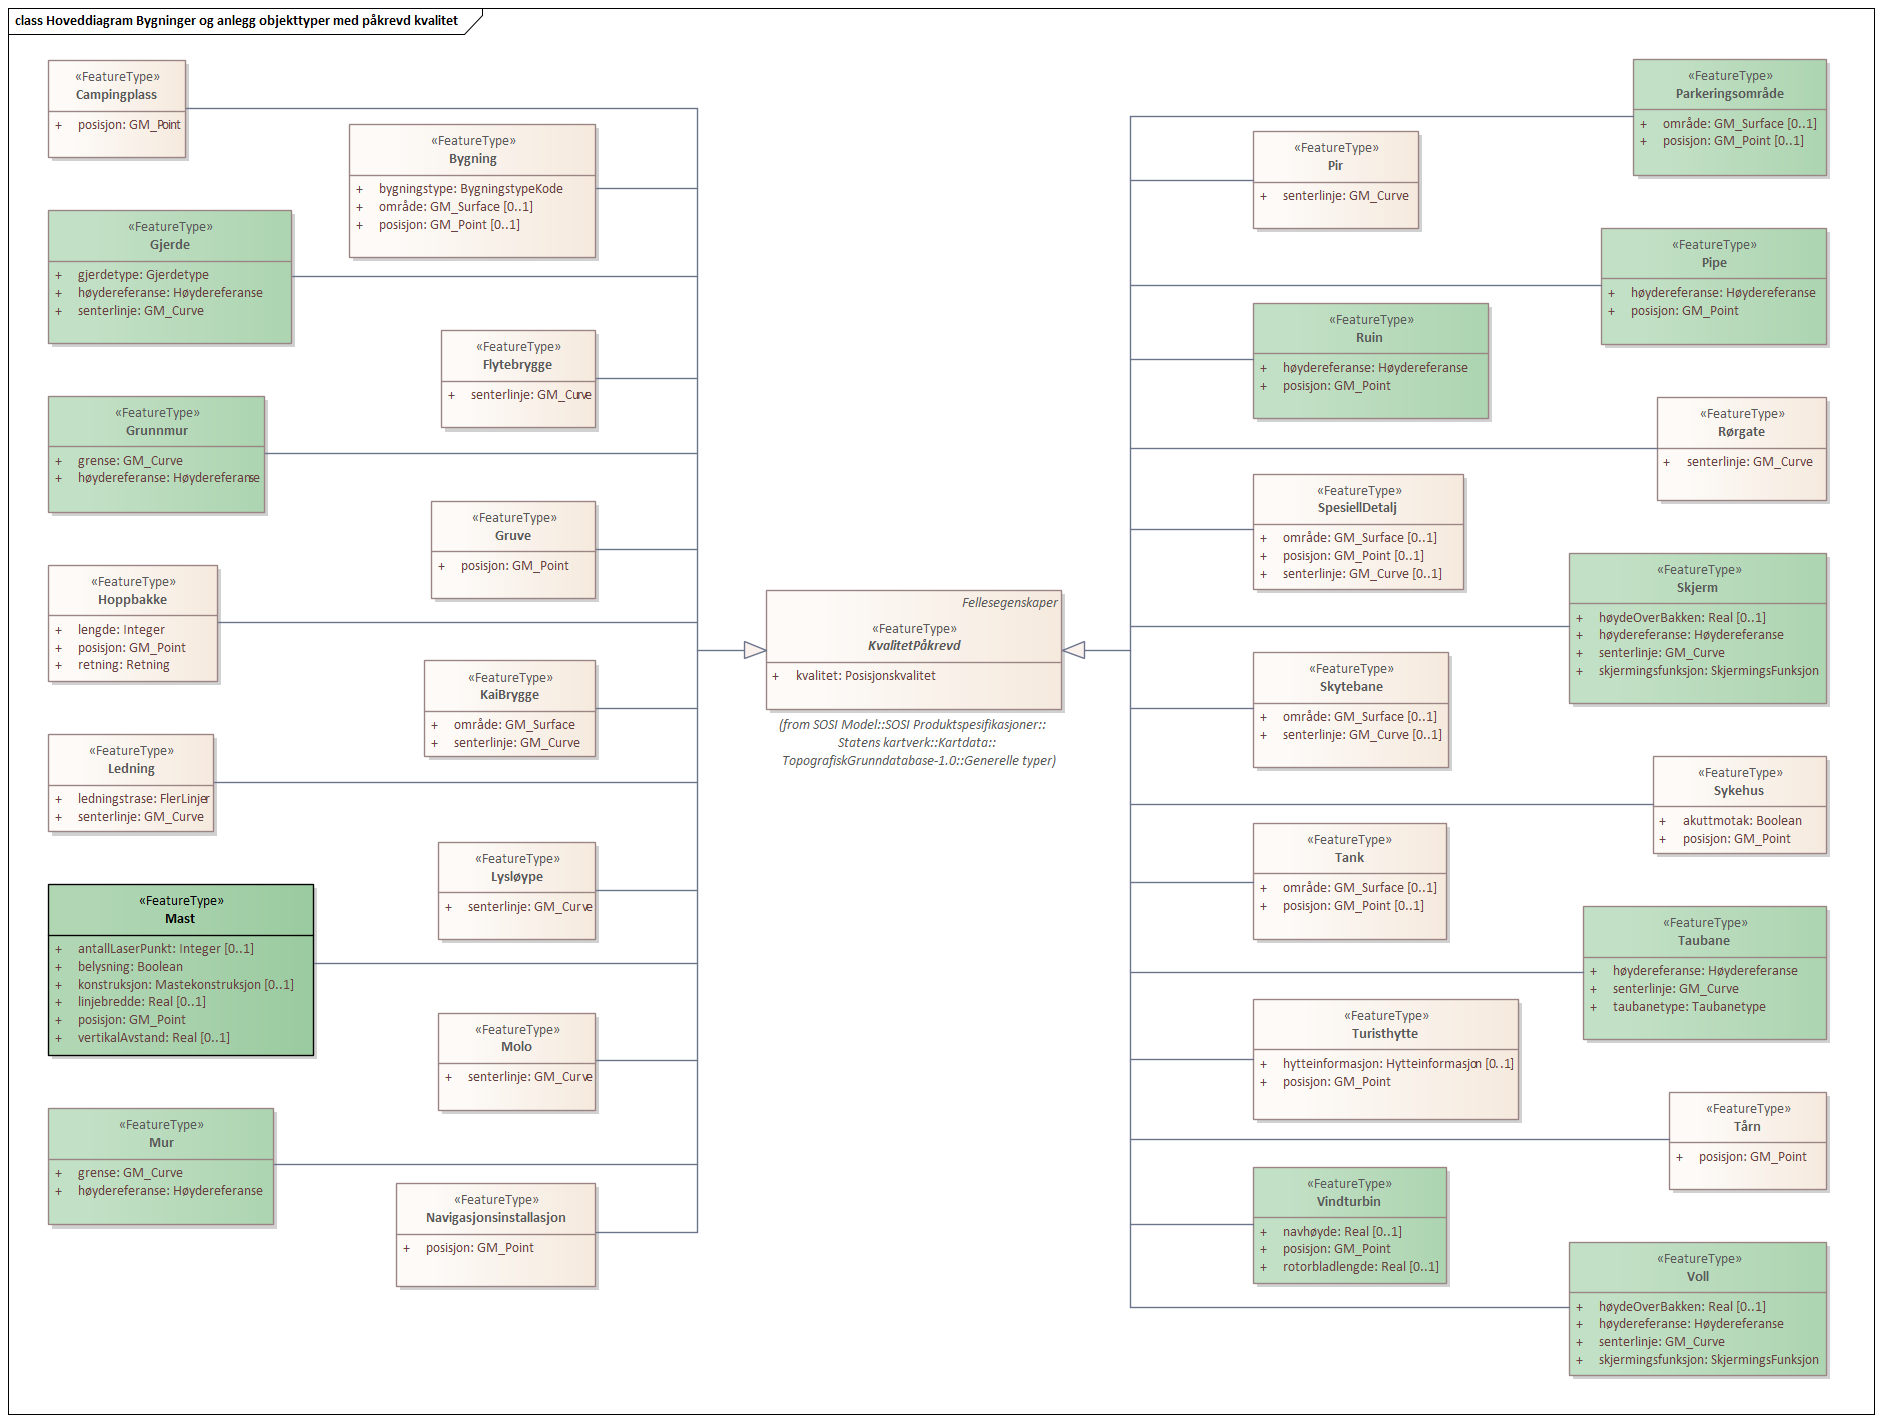 class Hoveddiagram Bygninger og anlegg objekttyper med påkrevd kvalitet
«FeatureType»
Campingplass
+ posisjon: GM_Point
«FeatureType»
Bygning
+ bygningstype: BygningstypeKode
+ område: GM_Surface [0..1]
+ posisjon: GM_Point [0..1]
«FeatureType»
Gjerde
+ gjerdetype: Gjerdetype
+ høydereferanse: Høydereferanse
+ senterlinje: GM_Curve
«FeatureType»
Flytebrygge
+ senterlinje: GM_Curve
«FeatureType»
Grunnmur
+ grense: GM_Curve
+ høydereferanse: Høydereferanse
«FeatureType»
Gruve
+ posisjon: GM_Point
«FeatureType»
Hoppbakke
+ lengde: Integer
+ posisjon: GM_Point
+ retning: Retning
«FeatureType»
KaiBrygge
+ område: GM_Surface
+ senterlinje: GM_Curve
«FeatureType»
Ledning
+ ledningstrase: FlerLinjer
+ senterlinje: GM_Curve
«FeatureType»
Lysløype
+ senterlinje: GM_Curve
«FeatureType»
Mast
+ antallLaserPunkt: Integer [0..1]
+ belysning: Boolean
+ konstruksjon: Mastekonstruksjon [0..1]
+ linjebredde: Real [0..1]
+ posisjon: GM_Point
+ vertikalAvstand: Real [0..1]
«FeatureType»
Molo
+ senterlinje: GM_Curve
«FeatureType»
Mur
+ grense: GM_Curve
+ høydereferanse: Høydereferanse
«FeatureType»
Navigasjonsinstallasjon
+ posisjon: GM_Point
Fellesegenskaper
«FeatureType»
KvalitetPåkrevd
+ kvalitet: Posisjonskvalitet
(from SOSI Model::SOSI Produktspesifikasjoner::
Statens kartverk::Kartdata::
TopografiskGrunndatabase-1.0::Generelle typer)
«FeatureType»
Parkeringsområde
+ område: GM_Surface [0..1]
+ posisjon: GM_Point [0..1]
«FeatureType»
Pir
+ senterlinje: GM_Curve
«FeatureType»
Pipe
+ høydereferanse: Høydereferanse
+ posisjon: GM_Point
«FeatureType»
Ruin
+ høydereferanse: Høydereferanse
+ posisjon: GM_Point
«FeatureType»
Rørgate
+ senterlinje: GM_Curve
«FeatureType»
SpesiellDetalj
+ område: GM_Surface [0..1]
+ posisjon: GM_Point [0..1]
+ senterlinje: GM_Curve [0..1]
«FeatureType»
Skjerm
+ høydeOverBakken: Real [0..1]
+ høydereferanse: Høydereferanse
+ senterlinje: GM_Curve
+ skjermingsfunksjon: SkjermingsFunksjon
«FeatureType»
Skytebane
+ område: GM_Surface [0..1]
+ senterlinje: GM_Curve [0..1]
«FeatureType»
Sykehus
+ akuttmotak: Boolean
+ posisjon: GM_Point
«FeatureType»
Tank
+ område: GM_Surface [0..1]
+ posisjon: GM_Point [0..1]
«FeatureType»
Taubane
+ høydereferanse: Høydereferanse
+ senterlinje: GM_Curve
+ taubanetype: Taubanetype
«FeatureType»
Turisthytte
+ hytteinformasjon: Hytteinformasjon [0..1]
+ posisjon: GM_Point
«FeatureType»
Tårn
+ posisjon: GM_Point
«FeatureType»
Vindturbin
+ navhøyde: Real [0..1]
+ posisjon: GM_Point
+ rotorbladlengde: Real [0..1]
«FeatureType»
Voll
+ høydeOverBakken: Real [0..1]
+ høydereferanse: Høydereferanse
+ senterlinje: GM_Curve
+ skjermingsfunksjon: SkjermingsFunksjon